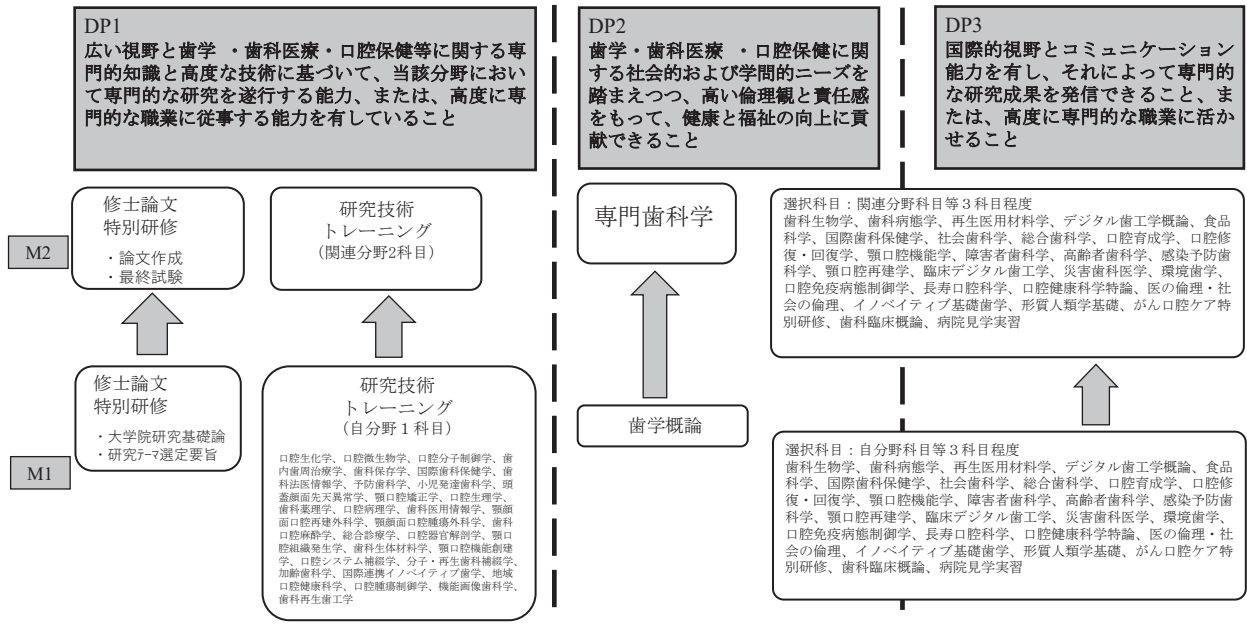 DP1
広い視野と歯学 ・歯科医療・口腔保健等に関する専
門的知識と高度な技術に基づいて、当該分野におい
て専門的な研究を遂行する能力、または、高度に専
門的な職業に従事する能力を有していること
DP2
歯学・歯科医療 ・口腔保健に関
する社会的および学問的ニーズを
踏まえつつ、高い倫理観と責任感
をもって、健康と福祉の向上に貢
献できること
DP3
国際的視野とコミュニケーション
能力を有し、それによって専門的
な研究成果を発信できること、ま
たは、高度に専門的な職業に活か
せること
M2
修士論文
特別研修
・論文作成
・最終試験
研究技術
トレーニング
(関連分野2科目)
専門歯科学
選択科目：関連分野科目等３科目程度
歯科生物学、歯科病態学、再生医用材料学、デジタル歯工学概論、食品
科学、国際歯科保健学、社会歯科学、総合歯科学、口腔育成学、口腔修
復・回復学、顎口腔機能学、障害者歯科学、高齢者歯科学、感染予防歯
科学、顎口腔再建学、臨床デジタル歯工学、災害歯科医学、環境歯学、
口腔免疫病態制御学、長寿口腔科学、口腔健康科学特論、医の倫理・社
会の倫理、イノベイティブ基礎歯学、形質人類学基礎、がん口腔ケア特
別研修、歯科臨床概論、病院見学実習
M1
修士論文
特別研修
・大学院研究基礎論
・研究テーマ選定要旨
研究技術
トレーニング
(自分野１科目)
口腔生化学、口腔微生物学、口腔分子制御学、歯
内歯周治療学、歯科保存学、国際歯科保健学、歯
科法医情報学、予防歯科学、小児発達歯科学、頭
蓋顔面先天異常学、顎口腔矯正学、口腔生理学、
歯科薬理学、口腔病理学、歯科医用情報学、顎顔
面口腔再建外科学、顎顔面口腔腫瘍外科学、歯科
口腔麻酔学、総合診療学、口腔器官解剖学、顎口
腔組織発生学、歯科生体材料学、顎口腔機能創建
学、口腔システム補綴学、分子・再生歯科補綴学、
加齢歯科学、国際連携イノベイティブ歯学、地域
口腔健康科学、口腔腫瘍制御学、機能画像歯科学、
歯科再生歯工学
歯学概論
選択科目：自分野科目等３科目程度
歯科生物学、歯科病態学、再生医用材料学、デジタル歯工学概論、食品
科学、国際歯科保健学、社会歯科学、総合歯科学、口腔育成学、口腔修
復・回復学、顎口腔機能学、障害者歯科学、高齢者歯科学、感染予防歯
科学、顎口腔再建学、臨床デジタル歯工学、災害歯科医学、環境歯学、
口腔免疫病態制御学、長寿口腔科学、口腔健康科学特論、医の倫理・社
会の倫理、イノベイティブ基礎歯学、形質人類学基礎、がん口腔ケア特
別研修、歯科臨床概論、病院見学実習